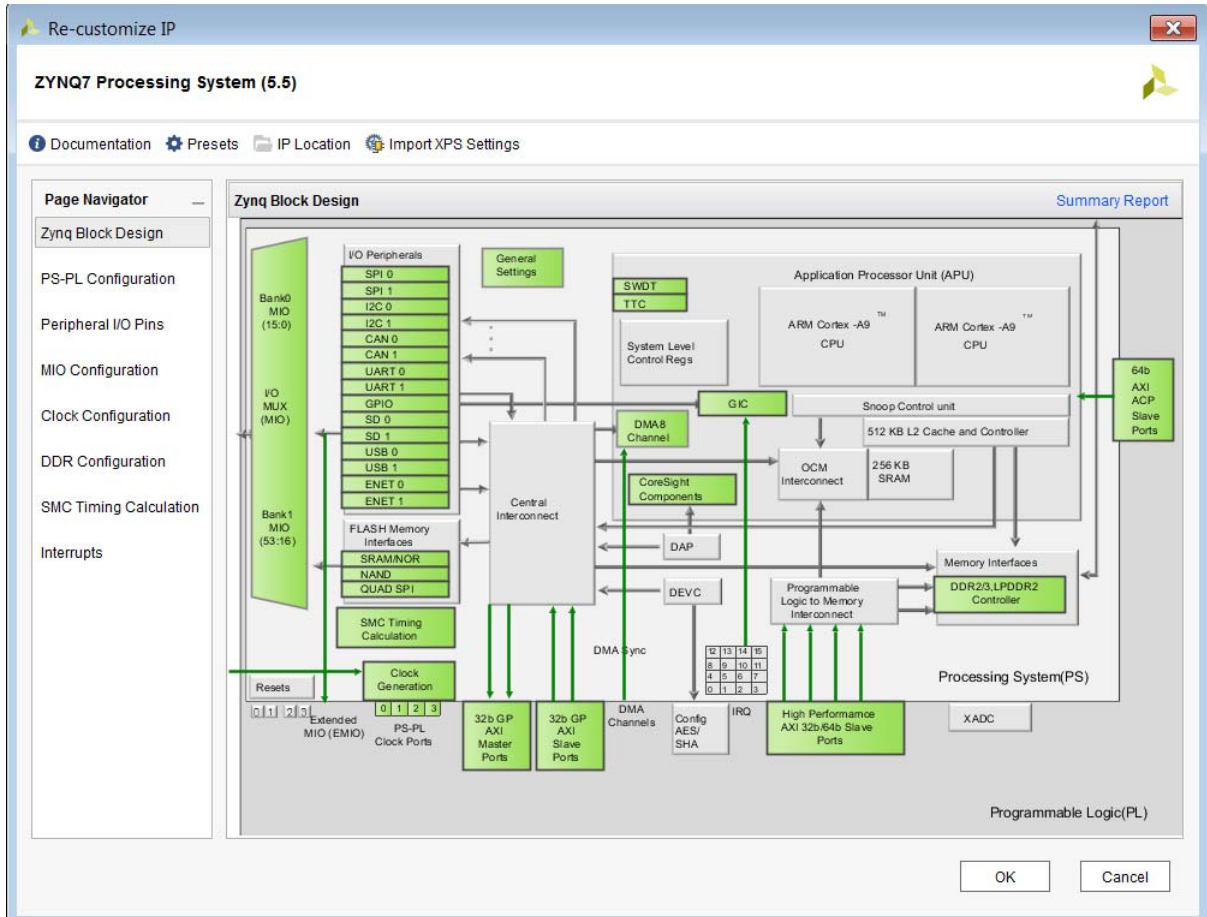 Re-customize IP
ZYNQ7 Processing System (5.5)
Documentation Presets IP Location Import XPS Settings
Page Navigator
Zynq Block Design
PS-PL Configuration
Peripheral I/O Pins
MIO Configuration
Clock Configuration
DDR Configuration
SMC Timing Calculation
Interrupts
Zynq Block Design
Summary Report
Bank0
MIO
(15:0)
I/O
MUX
(MIO)
Bank1
MIO
(53:16)
I/O Peripherals
SPI 0
SPI 1
I2C 0
I2C 1
CAN 0
CAN 1
UART 0
UART 1
GPIO
SD 0
SD 1
USB 0
USB 1
ENET 0
ENET 1
FLASH Memory
Interfaces
SRAM/NOR
NAND
QUAD SPI
SMC Timing
Calculation
General
Settings
Application Processor Unit (APU)
SWDT
TTC
System Level
Control Regs
ARM Cortex -A9 ™
CPU
ARM Cortex -A9 ™
CPU
GIC
Snoop Control unit
512 KB L2 Cache and Controller
DMA8
Channel
OCM
Interconnect
256 KB
SRAM
CoreSight
Components
Central
Interconnect
DAP
DEVC
Programmable
Logic to Memory
Interconnect
Memory Interfaces
DDR2/3,LPDDR2
Controller
64b
AXI
ACP
Slave
Ports
DMA Sync
12 13 14 15
8 9 10 11
4 5 6 7
0 1 2 3
Processing System(PS)
Resets
0 1 2 3
Clock
Generation
0 1 2 3
Extended
MIO (EMIO)
PS-PL
Clock Ports
32b GP
AXI
Master
Ports
32b GP
AXI
Slave
Ports
DMA
Channels
Config
AES/
SHA
IRQ
High Performamce
AXI 32b/64b Slave
Ports
XADC
Programmable Logic(PL)
OK
Cancel